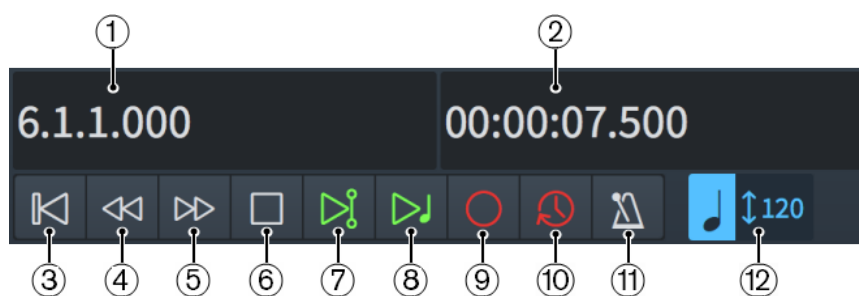 ① ②
6.1.1.000 00:00:07.500
120
③ ④ ⑤ ⑥ ⑦ ⑧ ⑨ ⑩ ⑪ ⑫